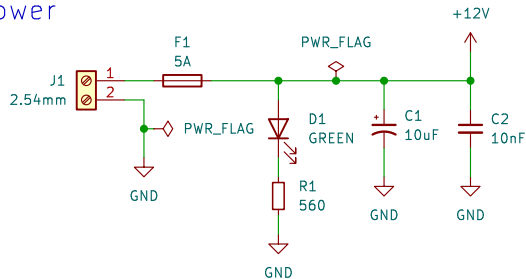 ower
+12V
F1
5A
PWR_FLAG
J1
2.54mm
1
2
PWR_FLAG
D1
GREEN
+
C1
10uF
C2
10nF
R1
560
GND
GND
GND
GND